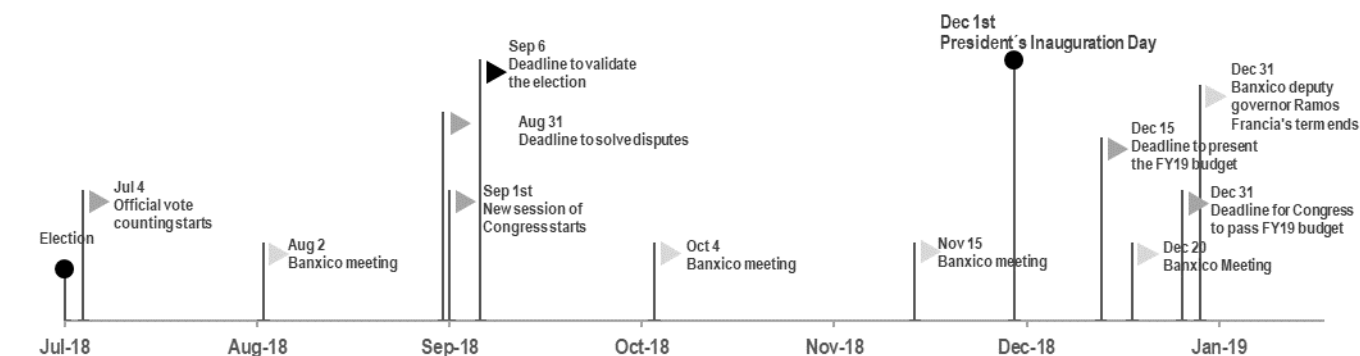 Election
Jul 4
Official vote
counting starts
Aug 2
Banxico meeting
Sep 6
Deadline to validate
the election
Aug 31
Deadline to solve disputes
Sep 1st
New session of
Congress starts
Oct 4
Banxico meeting
Nov 15
Banxico meeting
Dec 1st
President´s Inauguration Day
Dec 15
Deadline to present
the FY19 budget
Dec 20
Banxico Meeting
Dec 31
Banxico deputy
governor Ramos
Francia's term ends
Dec 31
Deadline for Congress
to pass FY19 budget
Jul-18
Aug-18
Sep-18
Oct-18
Nov-18
Dec-18
Jan-19